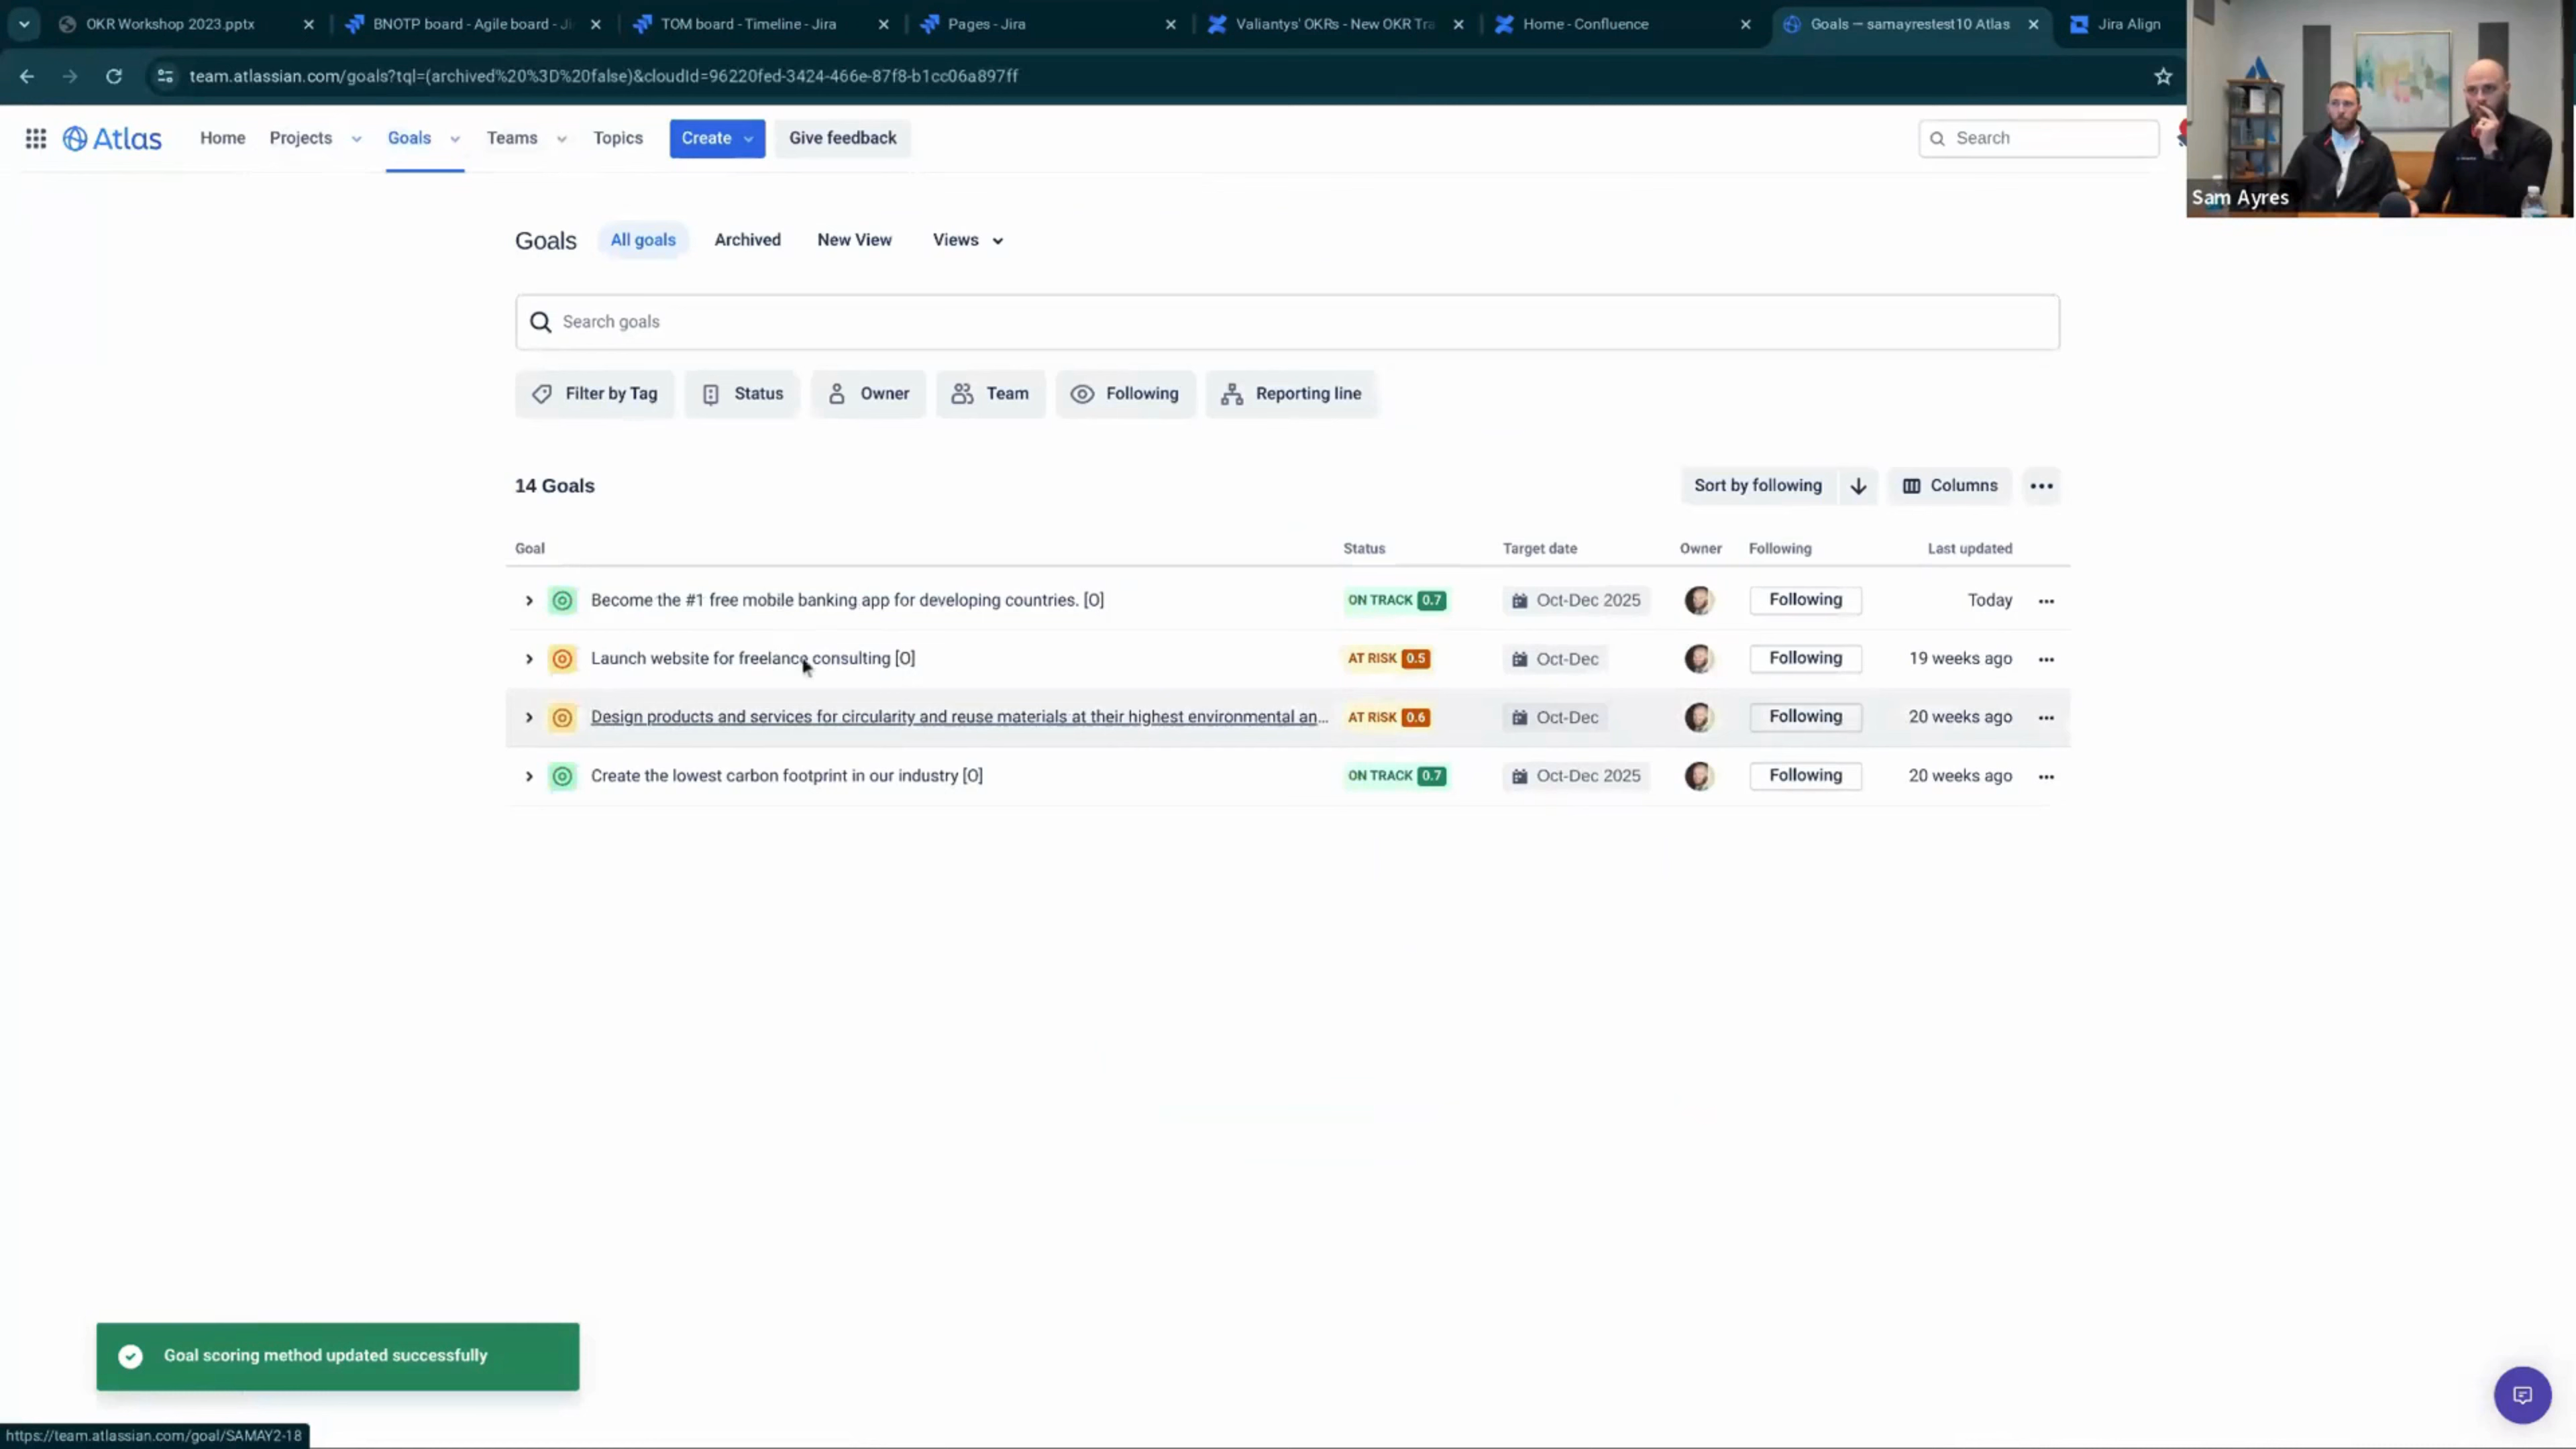 OKR Workshop 2023.pptx
BNOTP board - Agile board - Ji
TOM board - Timeline - Jira
Pages - Jira
Valiantys' OKRs - New OKR Tra
Home - Confluence
Goals — samayrestest10 Atlas
Jira Align
team.atlassian.com/goals?tql=(archived%20%3D%20false)&cloudId=96220fed-3424-466e-87f8-b1cc06a897ff
Atlas
Home
Projects
Goals
Teams
Topics
Create
Give feedback
Search
Sam Ayres
Goals
All goals
Archived
New View
Views
Search goals
Filter by Tag
Status
Owner
Team
Following
Reporting line
14 Goals
Sort by following
Columns
Goal
Status
Target date
Owner
Following
Last updated
Become the #1 free mobile banking app for developing countries. [O]
ON TRACK 0.7
Oct-Dec 2025
Following
Today
Launch website for freelance consulting [O]
AT RISK 0.5
Oct-Dec
Following
19 weeks ago
Design products and services for circularity and reuse materials at their highest environmental an...
AT RISK 0.6
Oct-Dec
Following
20 weeks ago
Create the lowest carbon footprint in our industry [O]
ON TRACK 0.7
Oct-Dec 2025
Following
20 weeks ago
Goal scoring method updated successfully
https://team.atlassian.com/goal/SAMAY2-18